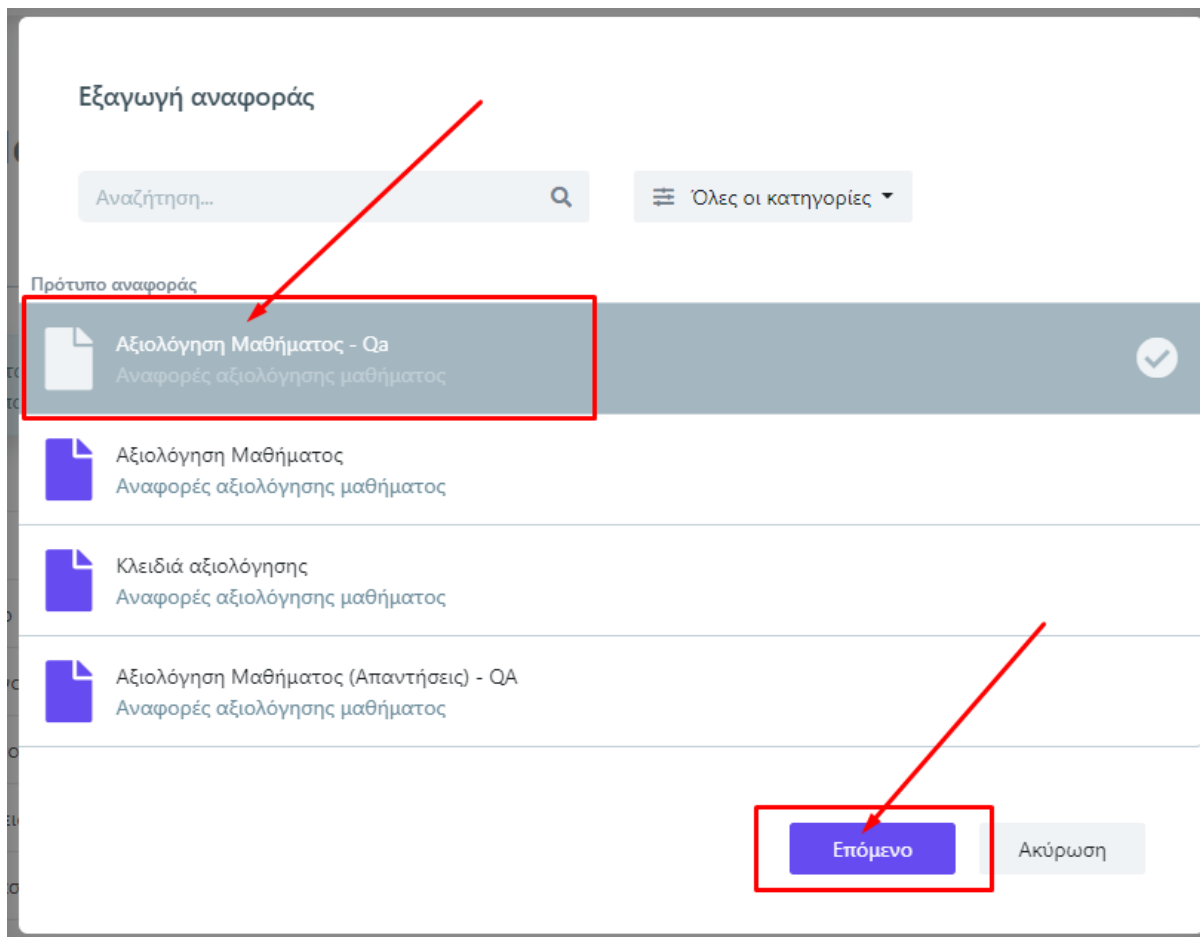 Εξαγωγή αναφοράς
Αναζήτηση...
Όλες οι κατηγορίες
Πρότυπο αναφοράς
Αξιολόγηση Μαθήματος - Qa
Αναφορές αξιολόγησης μαθήματος
Αξιολόγηση Μαθήματος
Αναφορές αξιολόγησης μαθήματος
Κλειδιά αξιολόγησης
Αναφορές αξιολόγησης μαθήματος
Αξιολόγηση Μαθήματος (Απαντήσεις) - QA
Αναφορές αξιολόγησης μαθήματος
Επόμενο
Ακύρωση